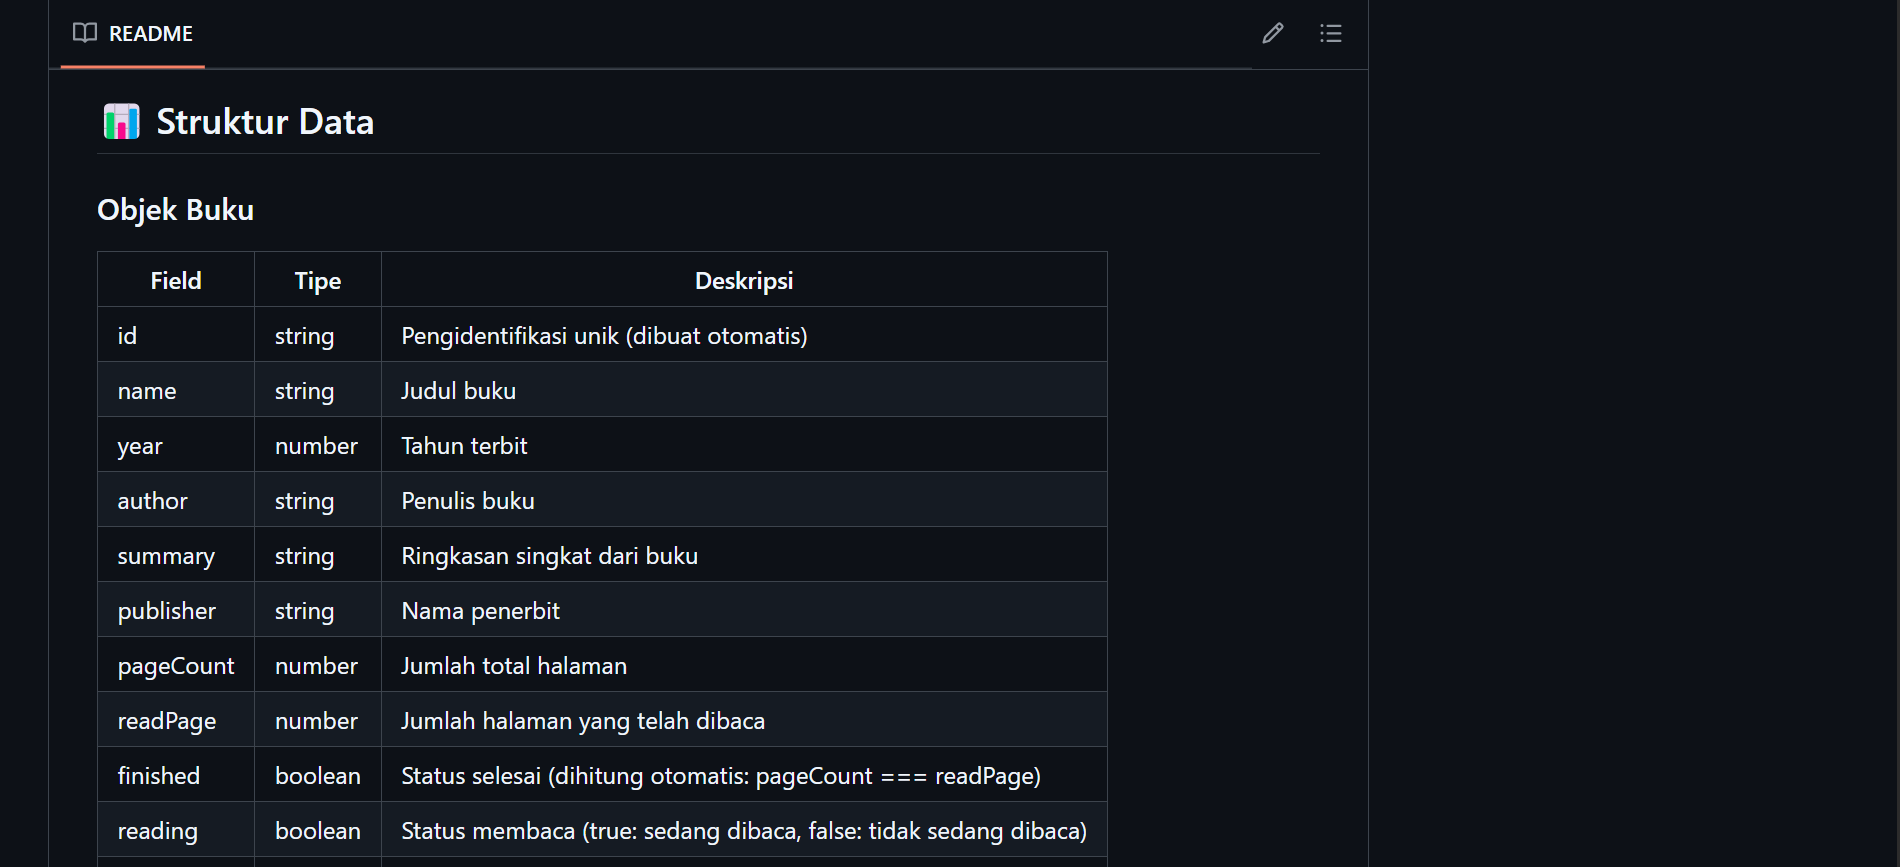 README
Struktur Data
Objek Buku
Field Tipe Deskripsi
id string Pengidentifikasi unik (dibuat otomatis)
name string Judul buku
year number Tahun terbit
author string Penulis buku
summary string Ringkasan singkat dari buku
publisher string Nama penerbit
pageCount number Jumlah total halaman
readPage number Jumlah halaman yang telah dibaca
finished boolean Status selesai (dihitung otomatis: pageCount === readPage)
reading boolean Status membaca (true: sedang dibaca, false: tidak sedang dibaca)